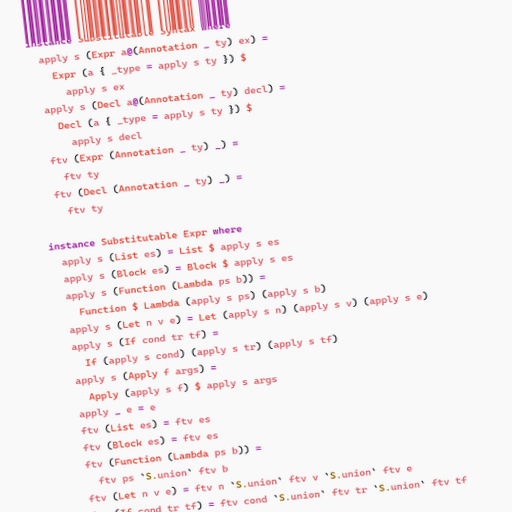 instance Substitutable Syntax where
apply s (Expr a@(Annotation _ ty) ex) =
Expr (a { _type = apply s ty }) $
apply s ex
apply s (Decl a@(Annotation _ ty) decl) =
Decl (a { _type = apply s ty }) $
apply s decl
ftv (Expr (Annotation _ ty) _) =
ftv ty
ftv (Decl (Annotation _ ty) _) =
ftv ty
instance Substitutable Expr where
apply s (List es) = List $ apply s es
apply s (Block es) = Block $ apply s es
apply s (Function (Lambda ps b)) =
Function $ Lambda (apply s ps) (apply s b)
apply s (Let n v e) = Let (apply s n) (apply s v) (apply s e)
apply s (If cond tr tf) =
If (apply s cond) (apply s tr) (apply s tf)
apply s (Apply f args) =
Apply (apply s f) $ apply s args
apply _ e = e
ftv (List es) = ftv es
ftv (Block es) = ftv es
ftv (Function (Lambda ps b)) =
ftv ps `S.union` ftv b
ftv (Let n v e) = ftv n `S.union` ftv v `S.union` ftv e
(If cond tr tf) = ftv cond `S.union` ftv tr `S.union` ftv tf